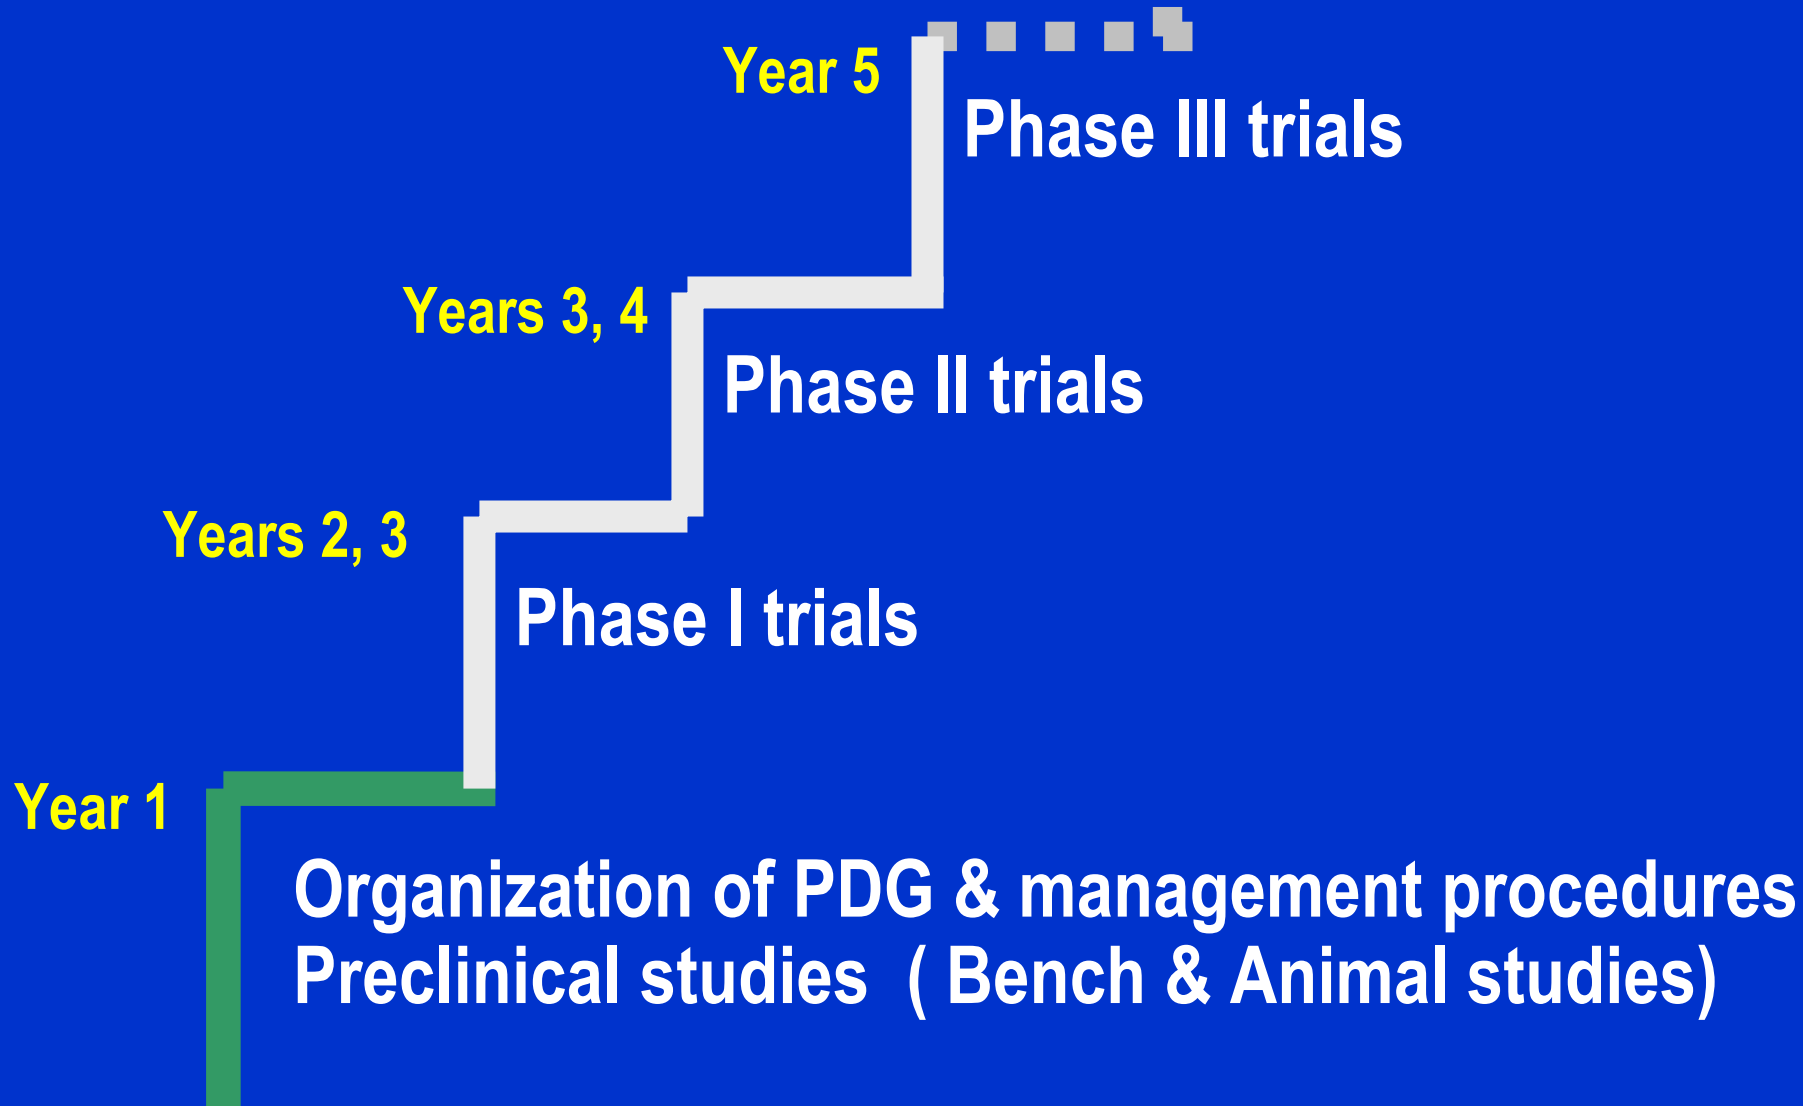 Year 5
Phase III trials
Years 3, 4
Phase II trials
Years 2, 3
Phase I trials
Year 1
Organization of PDG & management procedures
Preclinical studies  ( Bench & Animal studies)